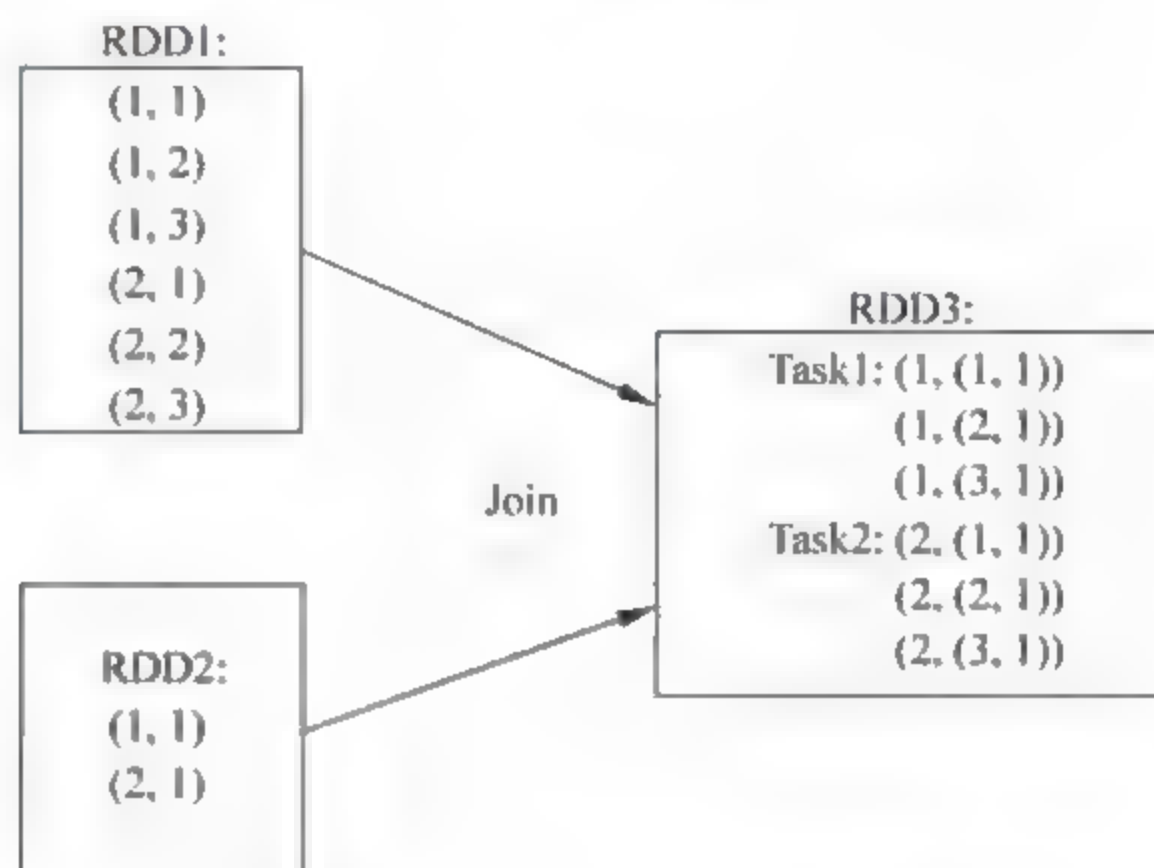 RDD1:
(1, 1)
(1, 2)
(1, 3)
(2, 1)
(2, 2)
(2, 3)
Join
RDD2:
(1, 1)
(2, 1)
RDD3:
Task1: (1, (1, 1))
(1, (2, 1))
(1, (3, 1))
Task2: (2, (1, 1))
(2, (2, 1))
(2, (3, 1))